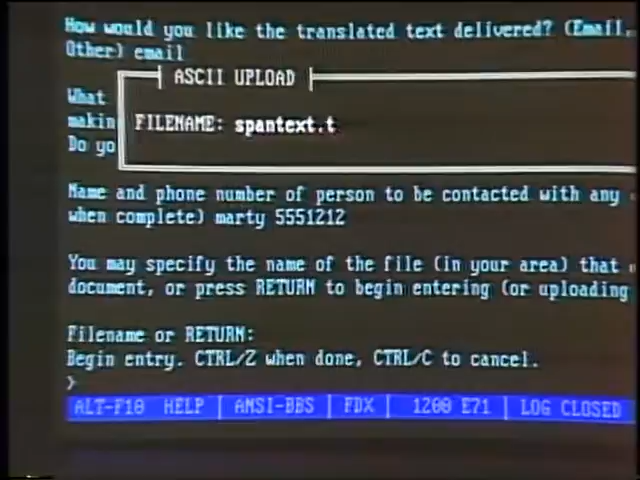 How would you like the translated text delivered? (Email,
Other) email
ASCII UPLOAD
What
makin
FILENAME: spantext.t
Do yo
Name and phone number of person to be contacted with any
when complete) marty 5551212
You may specify the name of the file (in your area) that
document, or press RETURN to begin entering (or uploading
Filename or RETURN:
Begin entry. CTRL/Z when done, CTRL/C to cancel.
>
ALT-F10 HELP | ANSI-BBS | FDX | 1200 E71 | LOG CLOSED